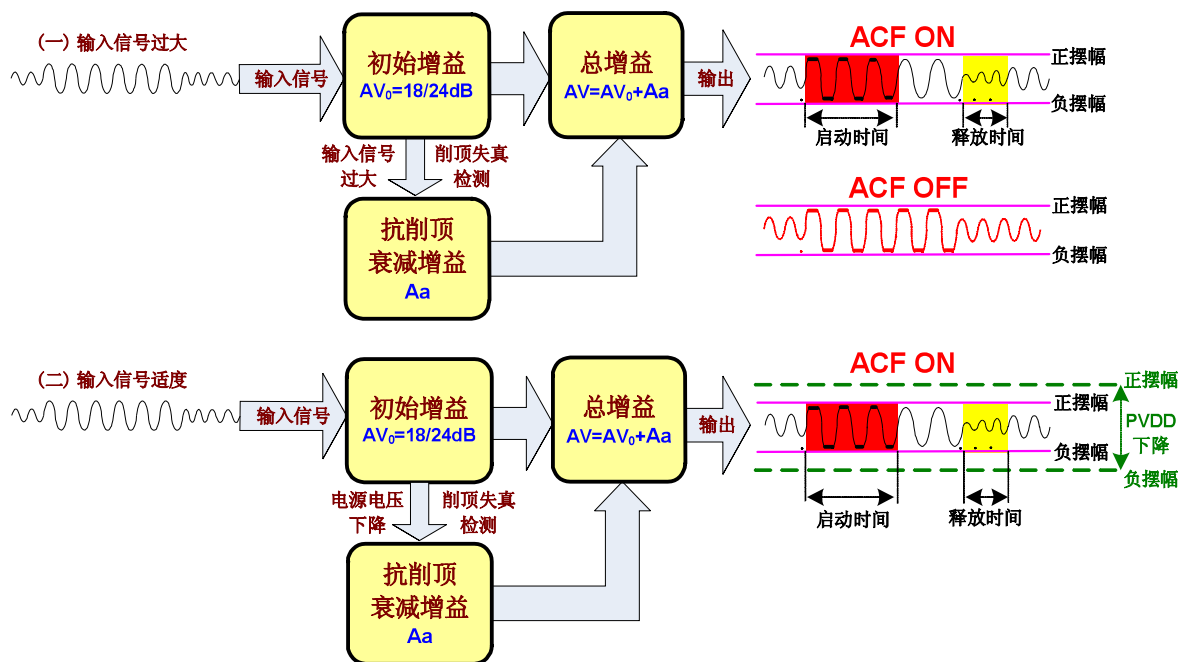 (一) 输入信号过大
输入信号
初始增益
AV0=18/24dB
总增益
AV=AV0+Aa
输出
ACF ON
正摆幅
负摆幅
启动时间
释放时间
输入信号
过大
削顶失真
检测
抗削顶
衰减增益
Aa
ACF OFF
正摆幅
负摆幅
(二) 输入信号适度
输入信号
初始增益
AV0=18/24dB
总增益
AV=AV0+Aa
输出
ACF ON
正摆幅
正摆幅
PVDD
下降
负摆幅
负摆幅
启动时间
释放时间
电源电压
下降
削顶失真
检测
抗削顶
衰减增益
Aa